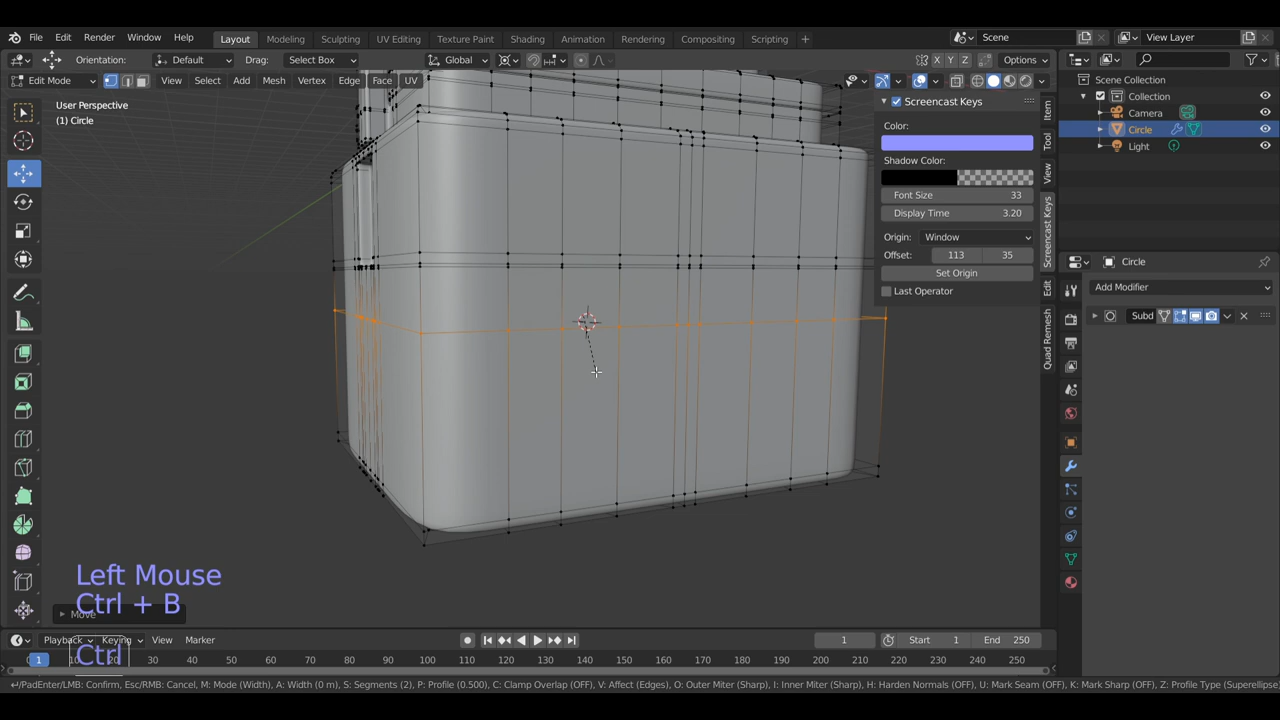 File Edit Render Window Help Layout Modeling Sculpting UV Editing Texture Paint Shading Animation Rendering Compositing Scripting + Scene View Layer
Orientation: Default Drag: Select Box Global X Y Z Options
Edit Mode View Select Add Mesh Vertex Edge Face UV
User Perspective
(1) Circle
Screencast Keys
Color:
Shadow Color:
Font Size 33
Display Time 3.20
Origin: Window
Offset: 113 35
Set Origin
Last Operator
Item
Tool
View
Screencast Keys
Edit
Quad Remesh
Scene Collection
Collection
Camera
Circle
Light
Circle
Add Modifier
Subd
Left Mouse
Ctrl + B
Move
Ctrl
Playback Keying View Marker 1 Start 1 End 250
1 20 30 40 50 60 70 80 90 100 110 120 130 140 150 160 170 180 190 200 210 220 230 240 250
/PadEnter/LMB: Confirm, Esc/RMB: Cancel, M: Mode (Width), A: Width (0 m), S: Segments (2), P: Profile (0.500), C: Clamp Overlap (OFF), V: Affect (Edges), O: Outer Miter (Sharp), I: Inner Miter (Sharp), H: Harden Normals (OFF), U: Mark Seam (OFF), K: Mark Sharp (OFF), Z: Profile Type (Superellipse)